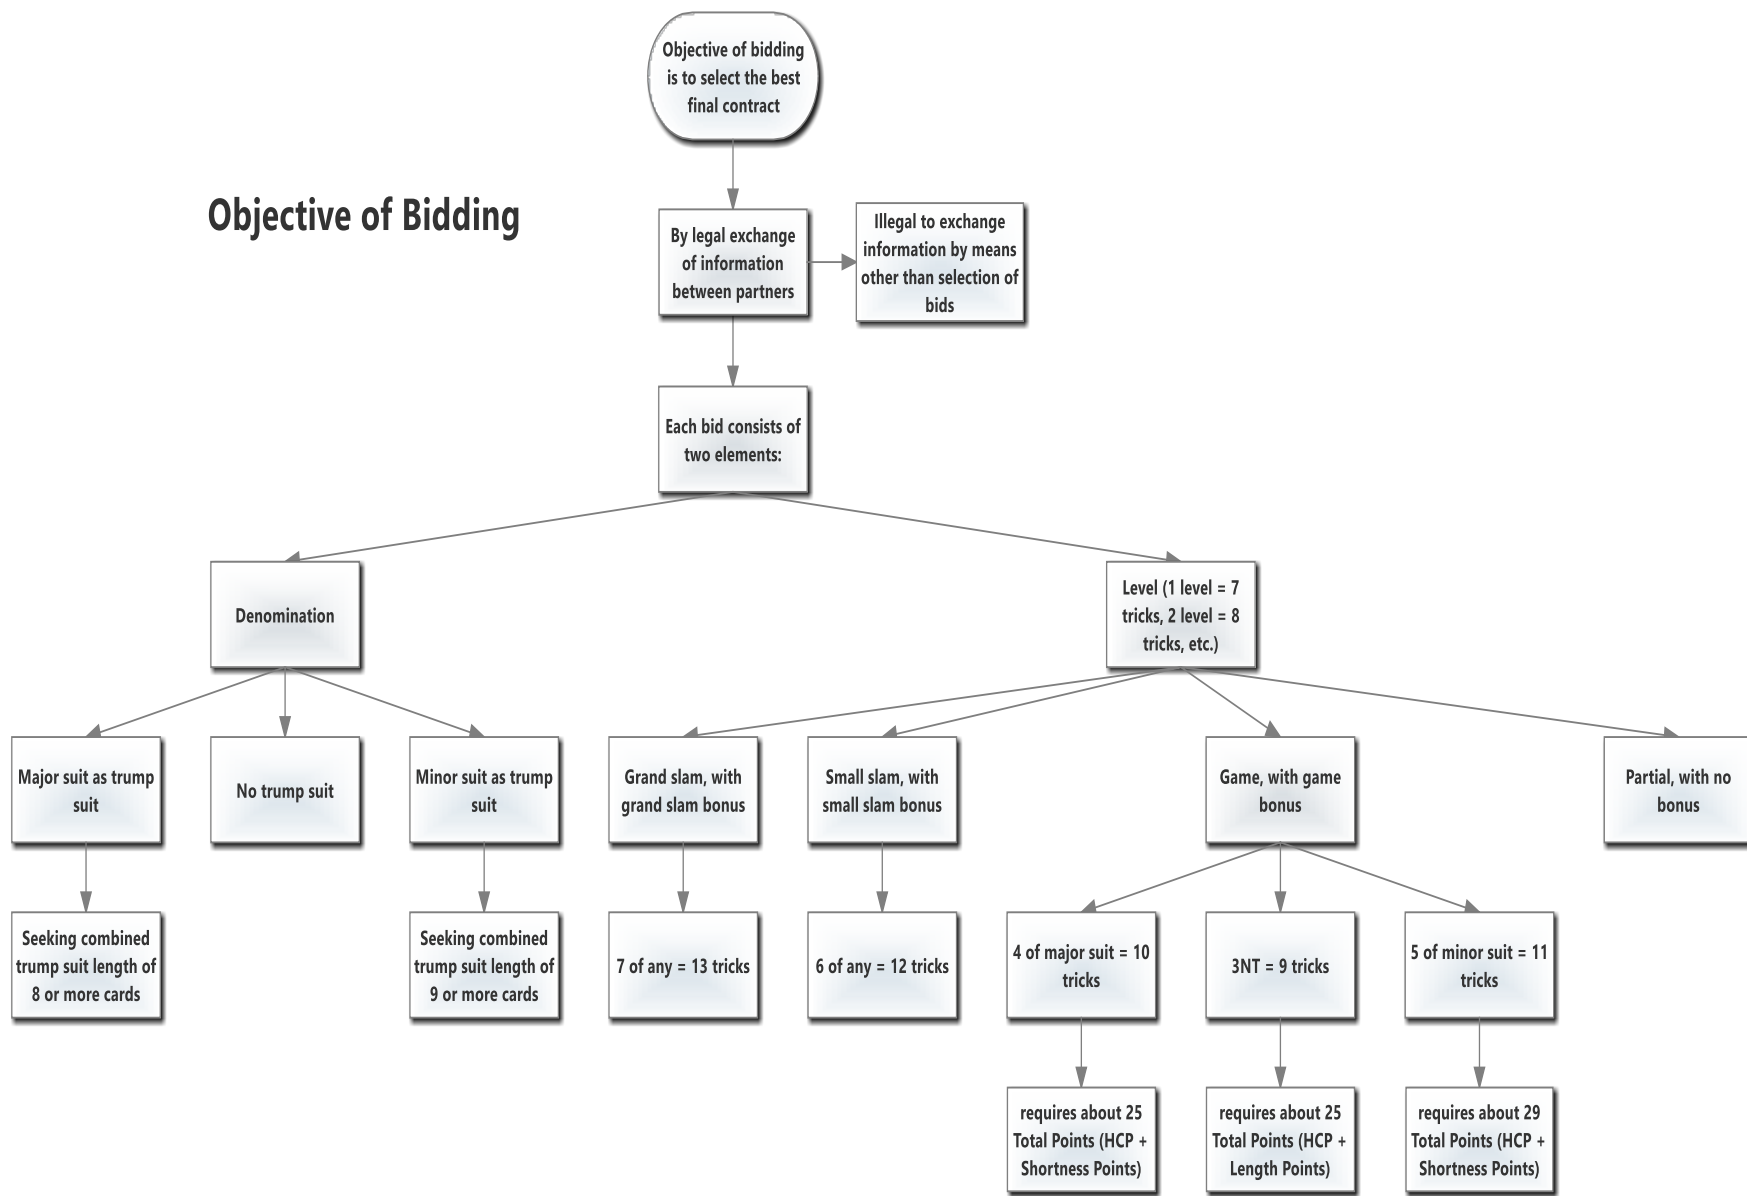 Objective of bidding
is to select the best
final contract
Objective of Bidding
By legal exchange
of information
between partners
Illegal to exchange
information by means
other than selection of
bids
Each bid consists of
two elements:
Denomination
Level (1 level = 7
tricks, 2 level = 8
tricks, etc.)
Major suit as trump
suit
No trump suit
Minor suit as trump
suit
Grand slam, with
grand slam bonus
Small slam, with
small slam bonus
Game, with game
bonus
Partial, with no
bonus
Seeking combined
trump suit length of
8 or more cards
Seeking combined
trump suit length of
9 or more cards
7 of any = 13 tricks
6 of any = 12 tricks
4 of major suit = 10
tricks
3NT = 9 tricks
5 of minor suit = 11
tricks
requires about 25
Total Points (HCP +
Shortness Points)
requires about 25
Total Points (HCP +
Length Points)
requires about 29
Total Points (HCP +
Shortness Points)